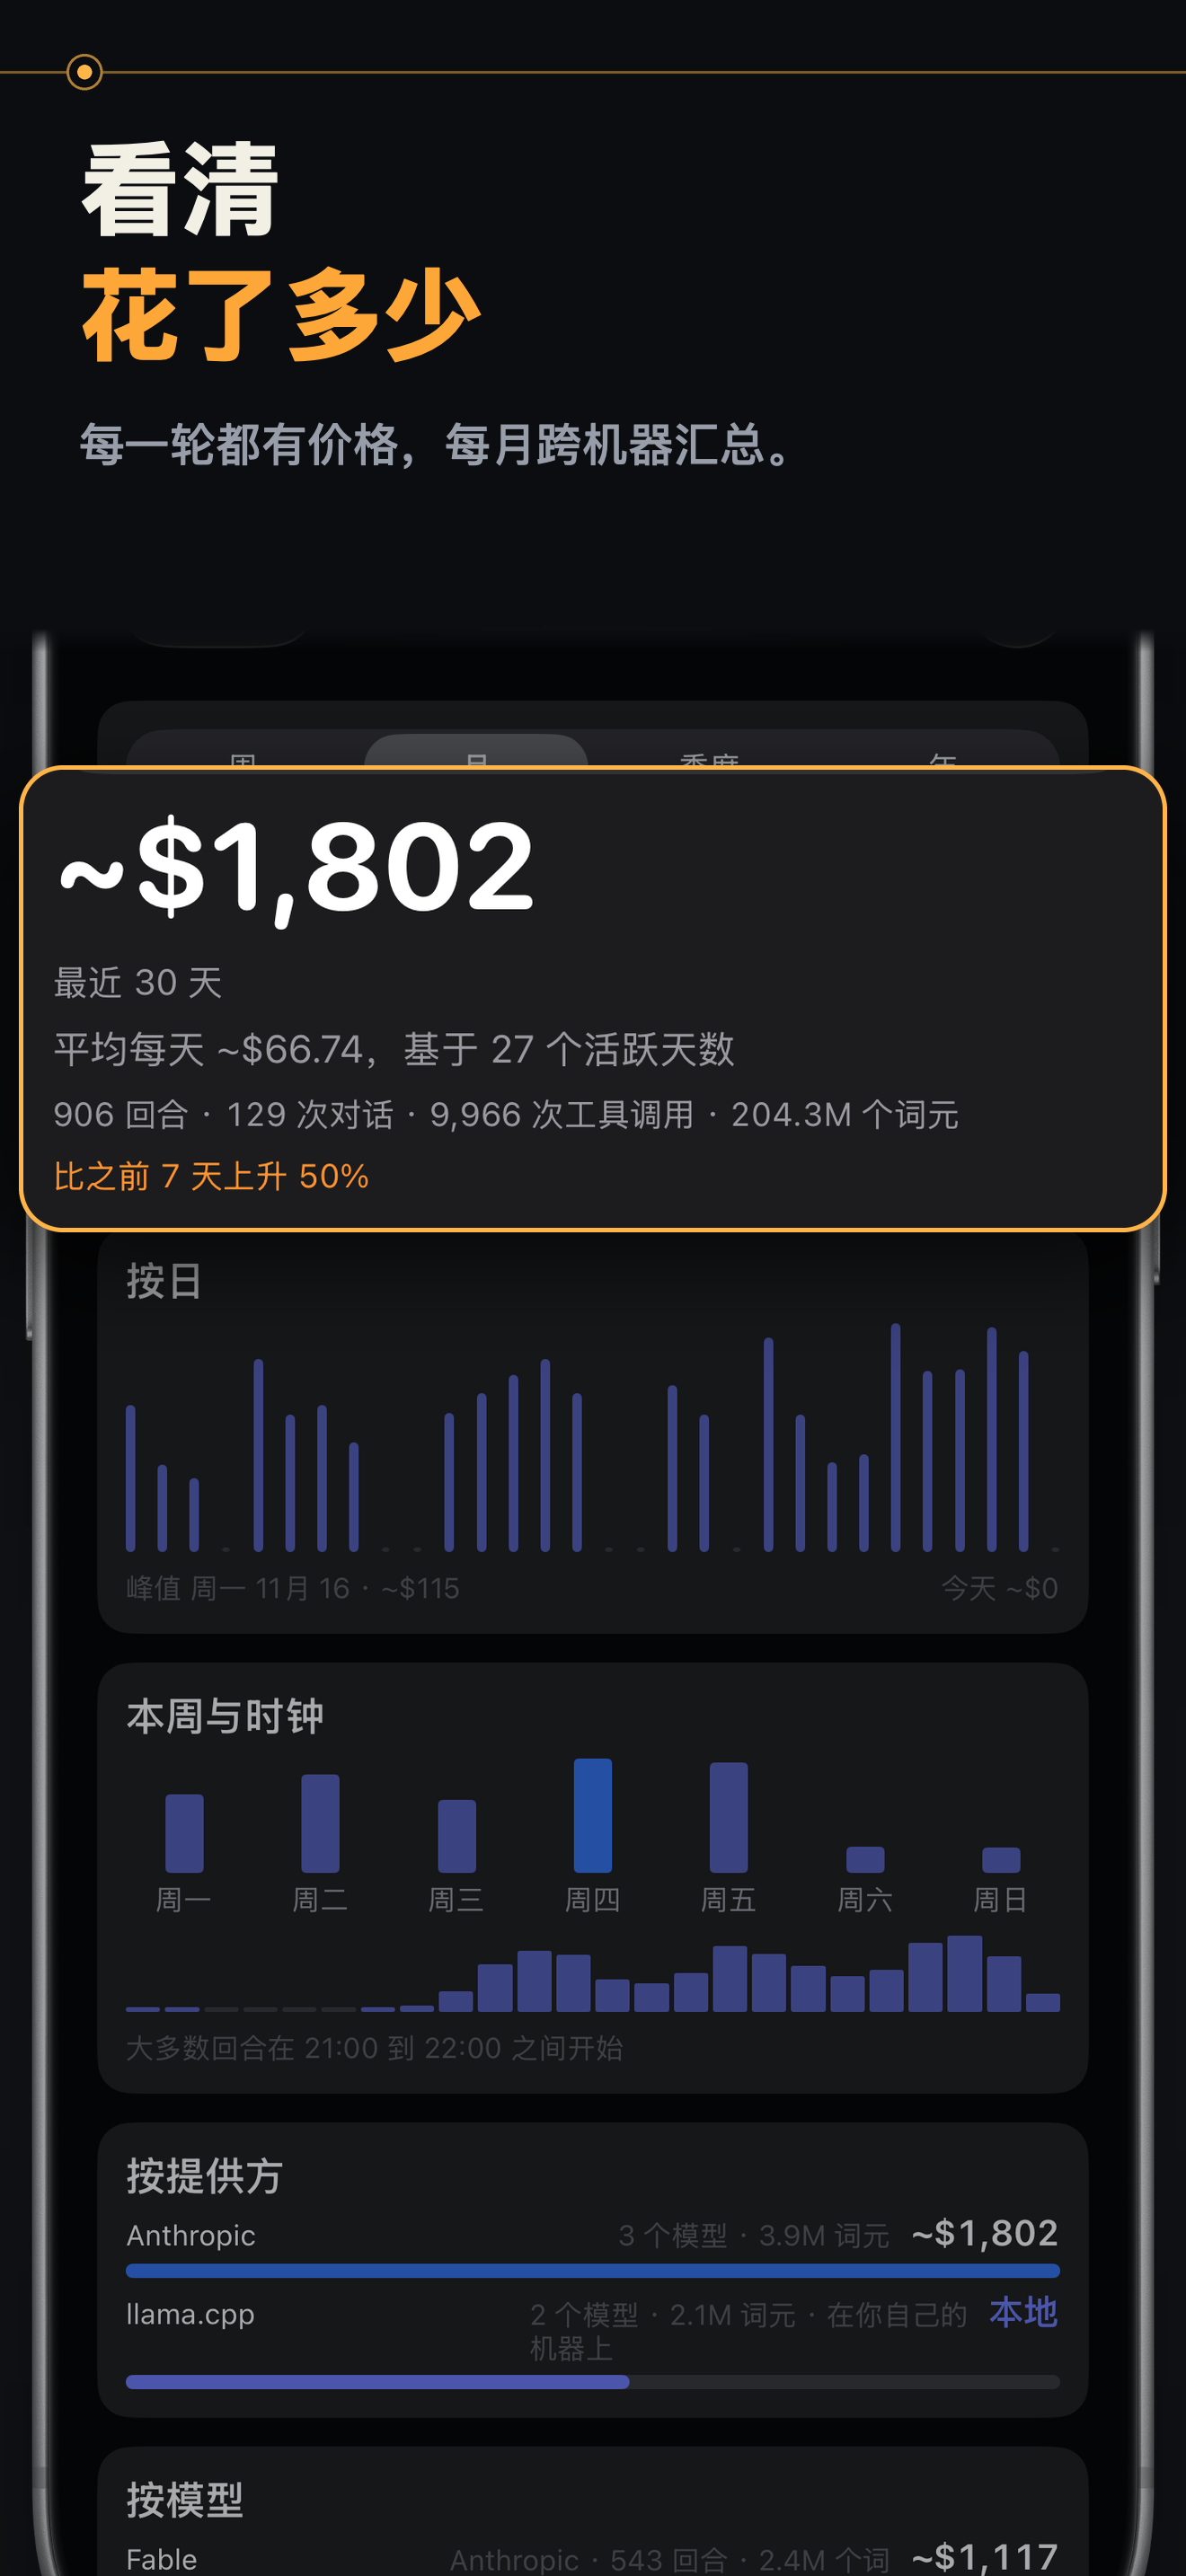 看清
花了多少
每一轮都有价格，每月跨机器汇总。
周 月 季度 年
~$1,802
最近 30 天
平均每天 ~$66.74，基于 27 个活跃天数
906 回合 · 129 次对话 · 9,966 次工具调用 · 204.3M 个词元
比之前 7 天上升 50%
按日
峰值 周一 11月 16 · ~$115 今天 ~$0
本周与时钟
周一 周二 周三 周四 周五 周六 周日
大多数回合在 21:00 到 22:00 之间开始
按提供方
Anthropic 3 个模型 · 3.9M 词元 ~$1,802
llama.cpp 2 个模型 · 2.1M 词元 · 在你自己的 本地
机器上
按模型
Fable Anthropic · 543 回合 · 2.4M 个词 ~$1,117